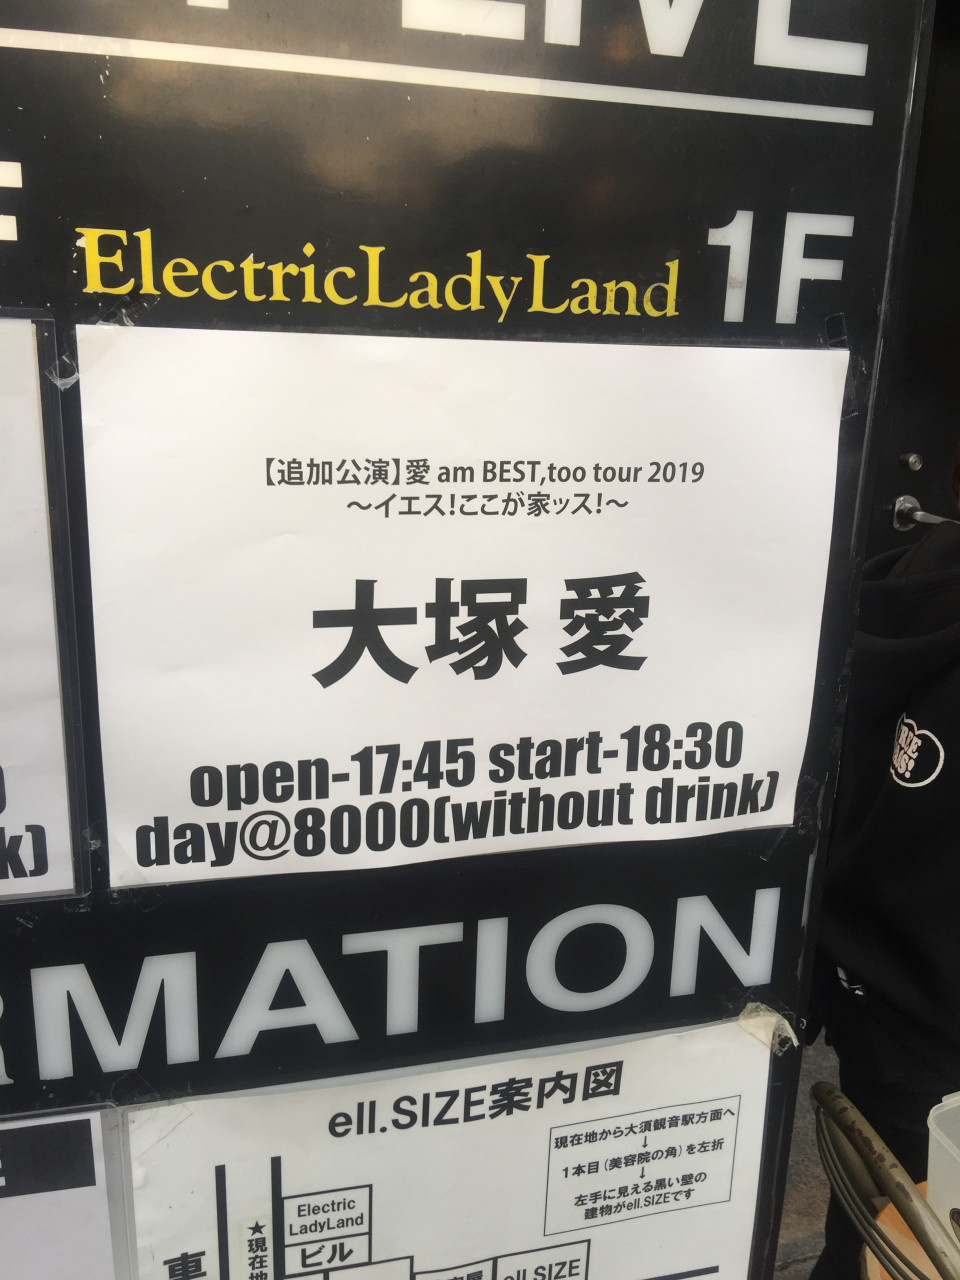 LIVE
ElectricLadyLand 1F
【追加公演】愛 am BEST,too tour 2019
～イエス!ここが家ッス!～
大塚 愛
open-17:45 start-18:30
day@8000(without drink)
k)
RMATION
ell.SIZE案内図
現在地から大須観音駅方面へ
↓
1本目(美容院の角)を左折
↓
左手に見える黒い壁の
建物がell.SIZEです
Electric
LadyLand
ビル
★現在地
ell.SIZE